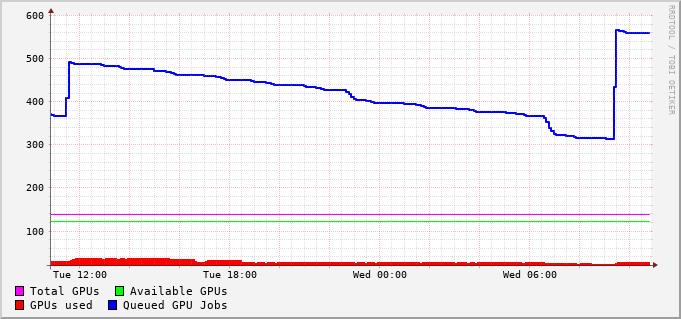 600
500
400
300
200
100
Tue 12:00 Tue 18:00 Wed 00:00 Wed 06:00
Total GPUs Available GPUs
GPUs used Queued GPU Jobs
RRDTOOL / TOBI OETIKER